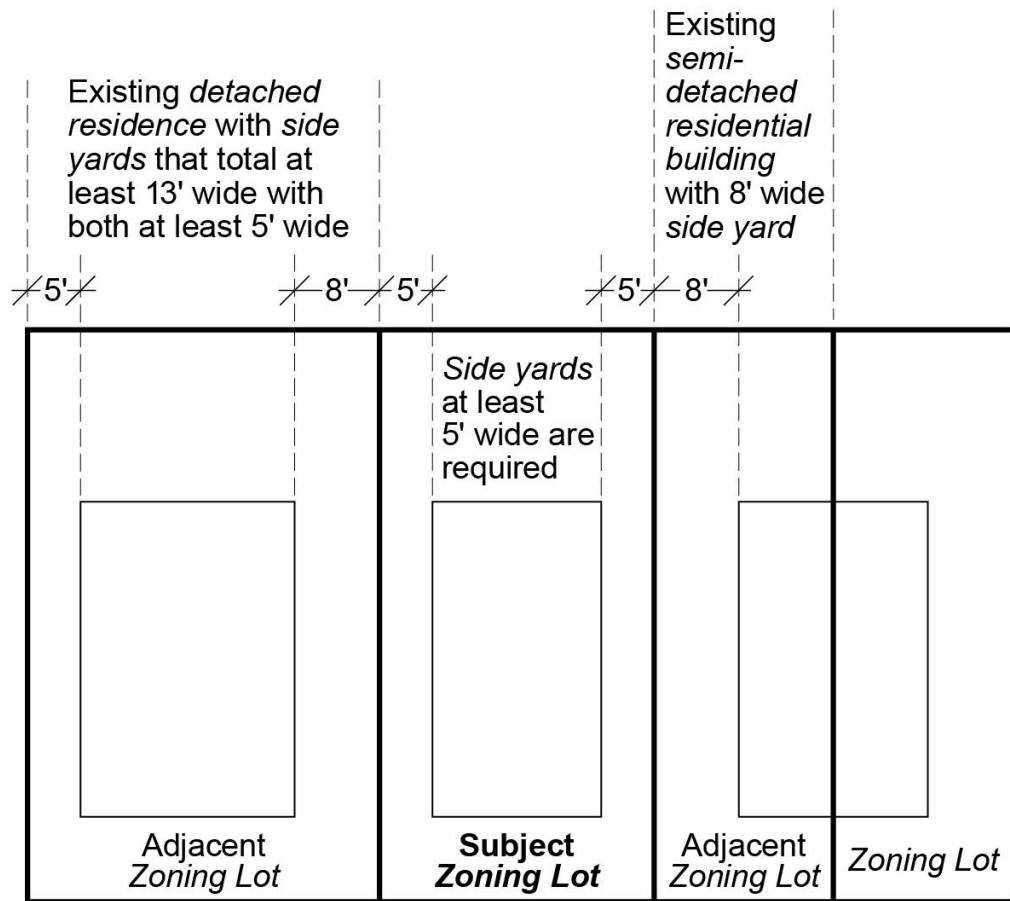 Existing detached
residence with side
yards that total at
least 13' wide with
both at least 5' wide
Existing
semi-
detached
residential
building
with 8' wide
side yard
5'
8'
5'
5'
8'
Side yards
at least
5' wide are
required
Adjacent
Zoning Lot
Subject
Zoning Lot
Adjacent
Zoning Lot
Zoning Lot